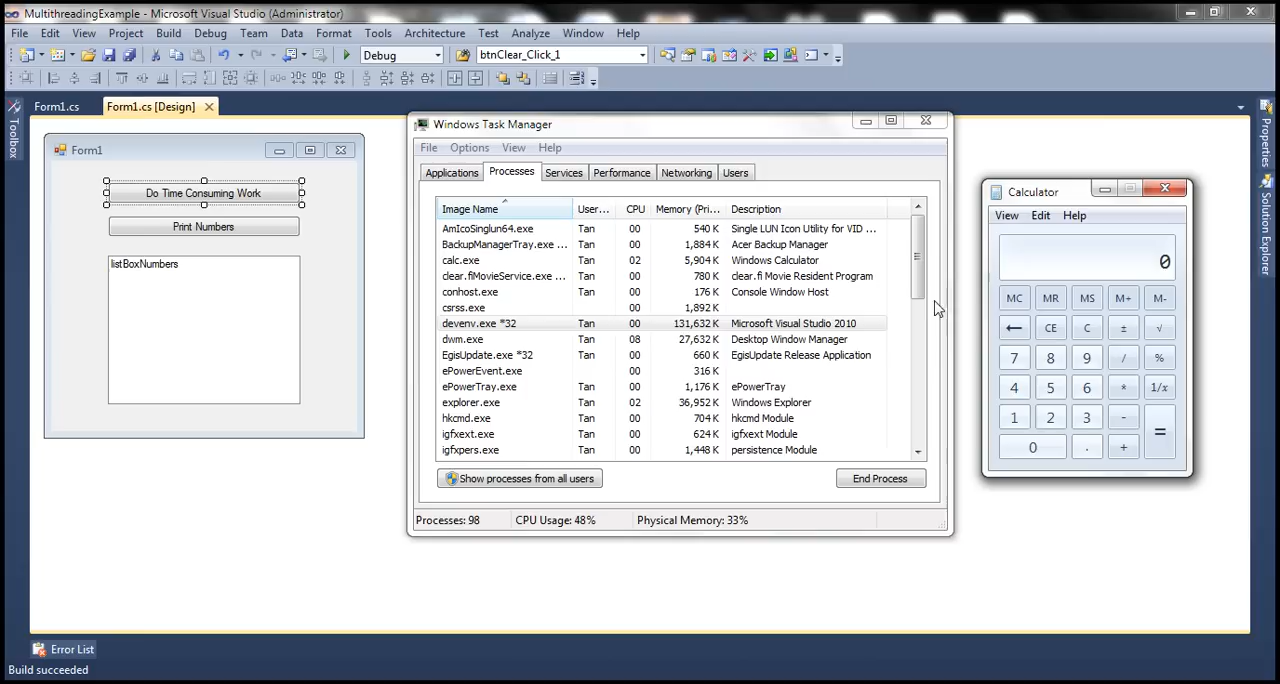 MultithreadingExample - Microsoft Visual Studio (Administrator)
File Edit View Project Build Debug Team Data Format Tools Architecture Test Analyze Window Help
Debug btnClear_Click_1
Form1.cs Form1.cs [Design]
Toolbox
Form1
Do Time Consuming Work
Print Numbers
listBoxNumbers
Windows Task Manager
File Options View Help
Applications Processes Services Performance Networking Users
Image Name User... CPU Memory (Pri... Description
AmIcoSinglun64.exe Tan 00 540 K Single LUN Icon Utility for VID ...
BackupManagerTray.exe ... Tan 00 1,884 K Acer Backup Manager
calc.exe Tan 02 5,904 K Windows Calculator
clear.fiMovieService.exe ... Tan 00 780 K clear.fi Movie Resident Program
conhost.exe Tan 00 176 K Console Window Host
csrss.exe 00 1,892 K
devenv.exe *32 Tan 00 131,632 K Microsoft Visual Studio 2010
dwm.exe Tan 08 27,632 K Desktop Window Manager
EgisUpdate.exe *32 Tan 00 660 K EgisUpdate Release Application
ePowerEvent.exe 00 316 K
ePowerTray.exe Tan 00 1,176 K ePowerTray
explorer.exe Tan 02 36,952 K Windows Explorer
hkcmd.exe Tan 00 704 K hkcmd Module
igfxext.exe Tan 00 624 K igfxext Module
igfxpers.exe Tan 00 1,448 K persistence Module
Show processes from all users End Process
Processes: 98 CPU Usage: 48% Physical Memory: 33%
Calculator
View Edit Help
0
MC MR MS M+ M-
← CE C ± √
7 8 9 / %
4 5 6 * 1/x
1 2 3 - =
0 . +
Properties
Solution Explorer
Error List
Build succeeded